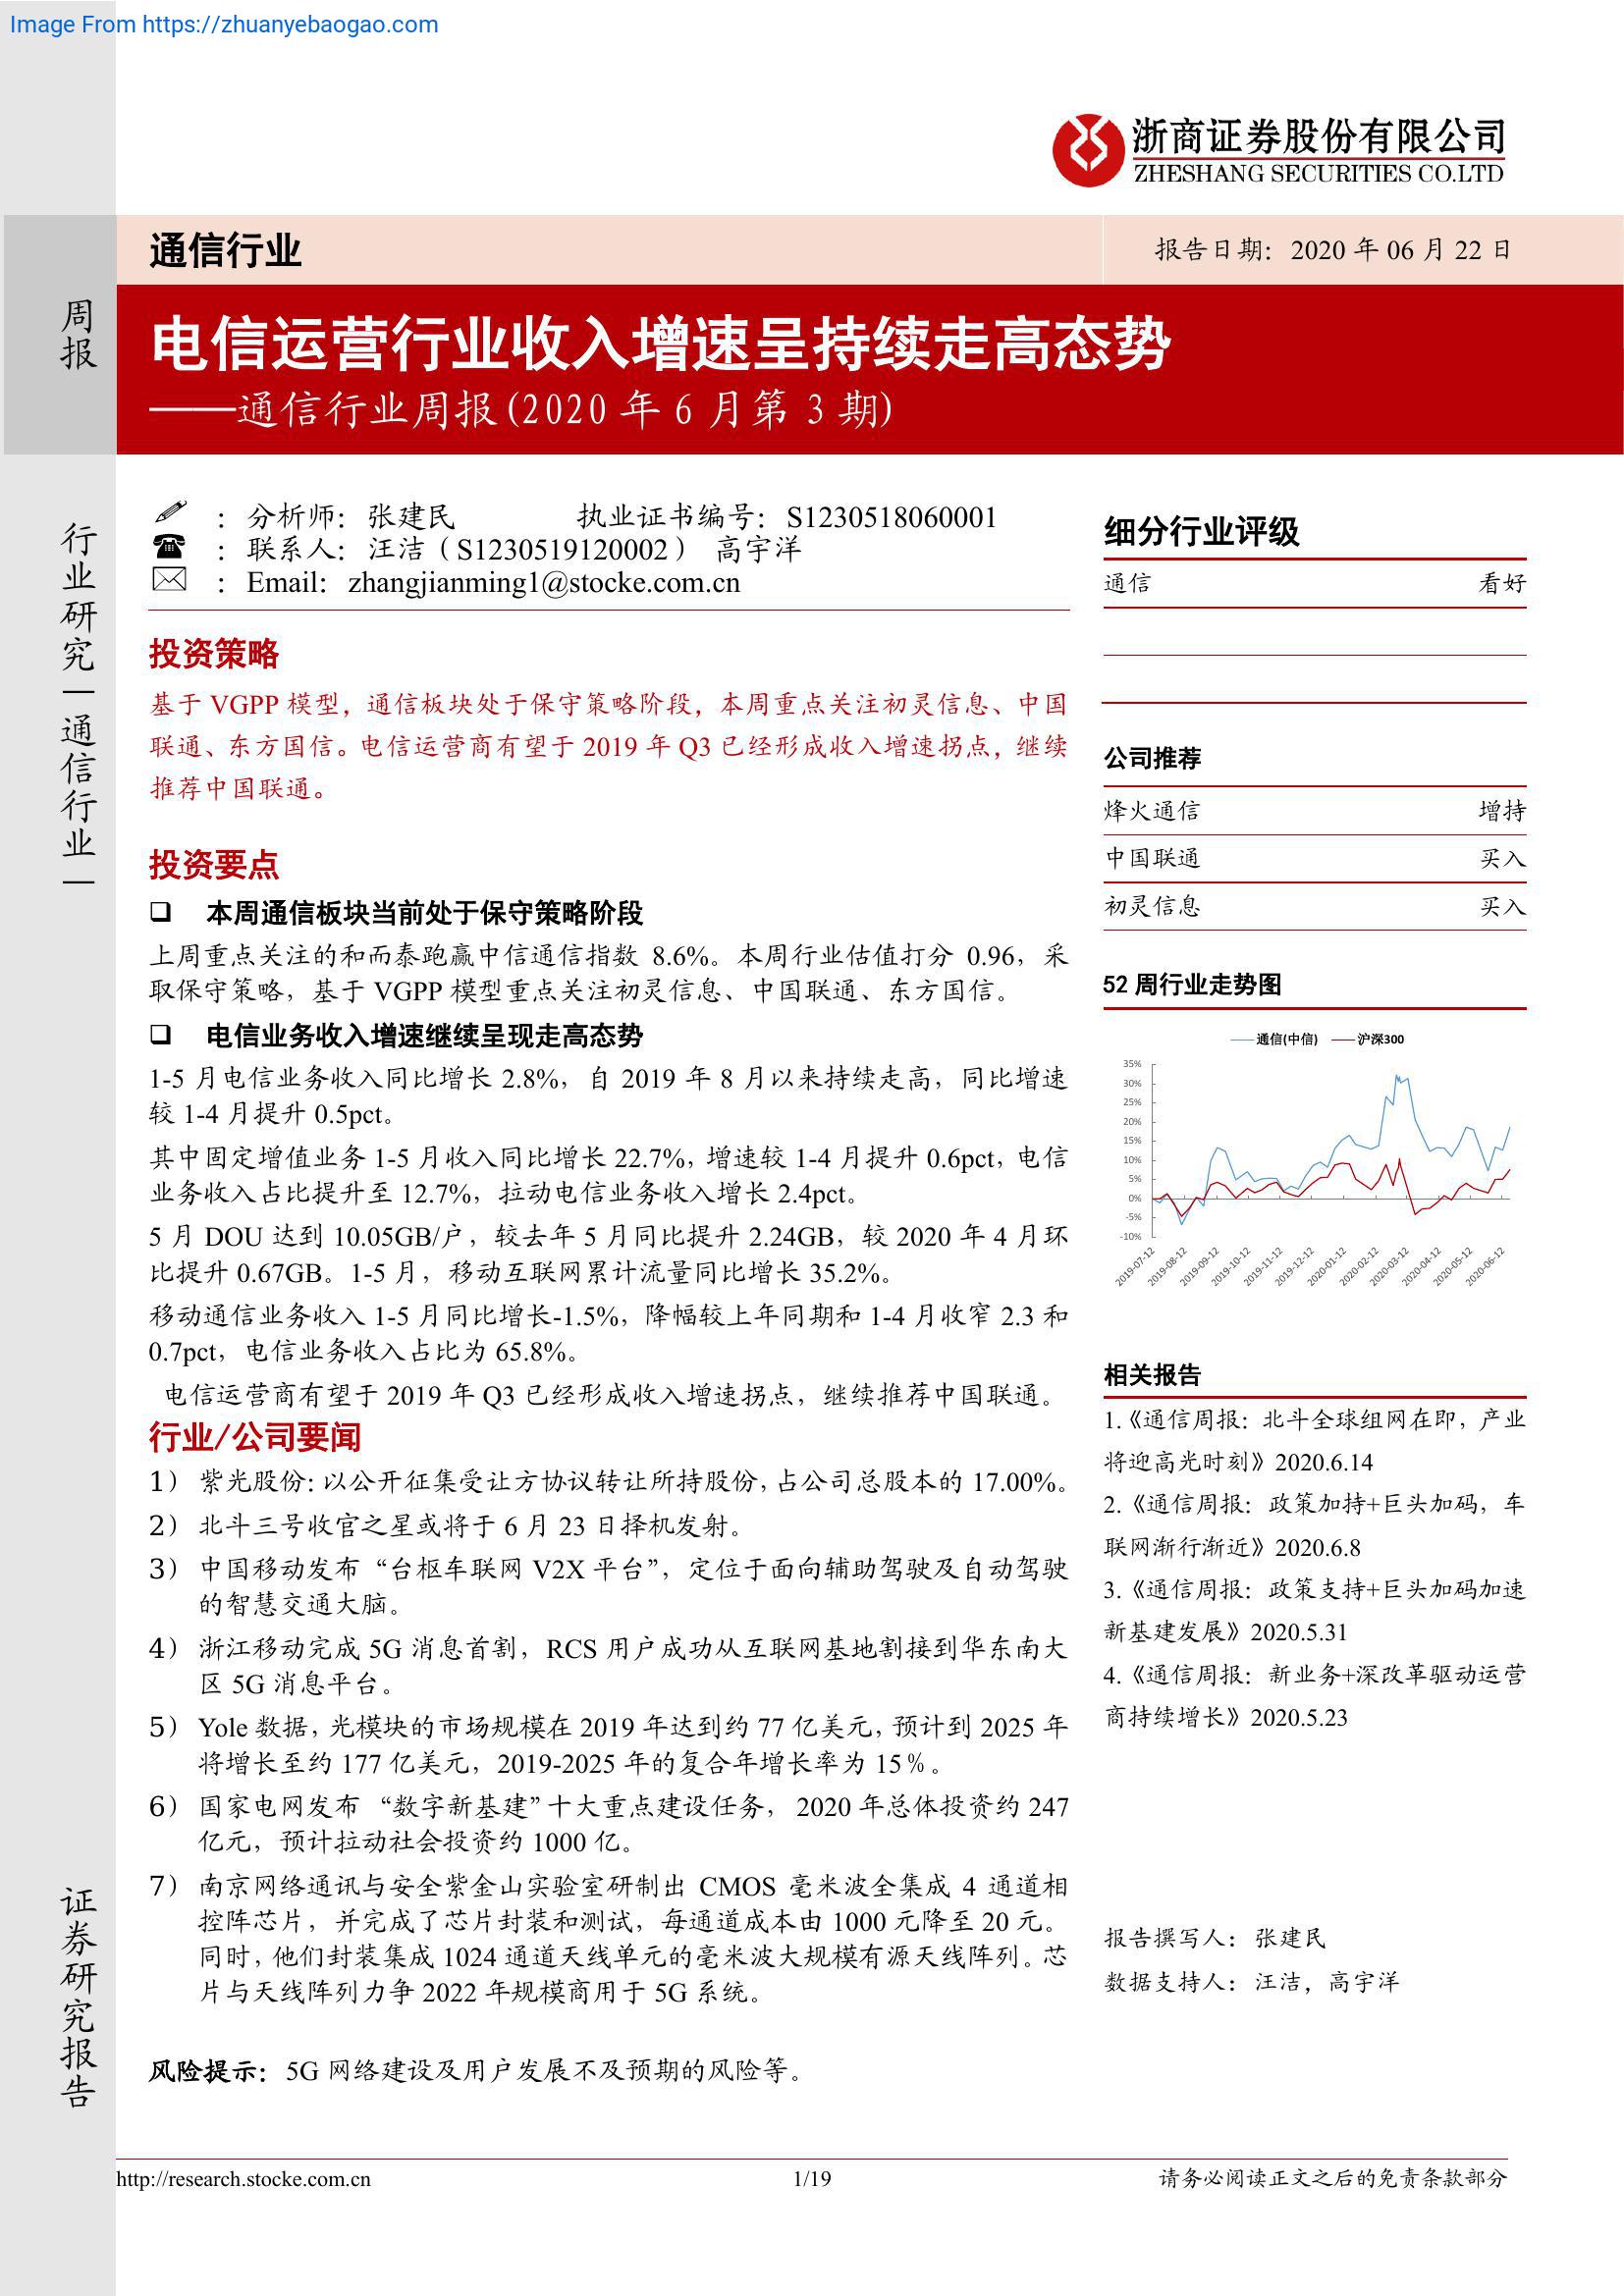 Image From https://zhuanyebaogao.com
浙商证券股份有限公司
ZHESHANG SECURITIES CO.LTD
通信行业
报告日期：2020 年 06 月 22 日
周报
电信运营行业收入增速呈持续走高态势
——通信行业周报(2020 年 6 月第 3 期)
行业研究|通信行业|
证券研究报告
：分析师：张建民 执业证书编号：S1230518060001
：联系人：汪洁（S1230519120002） 高宇洋
：Email：zhangjianming1@stocke.com.cn
投资策略
基于 VGPP 模型，通信板块处于保守策略阶段，本周重点关注初灵信息、中国
联通、东方国信。电信运营商有望于 2019 年 Q3 已经形成收入增速拐点，继续
推荐中国联通。
投资要点
❑ 本周通信板块当前处于保守策略阶段
上周重点关注的和而泰跑赢中信通信指数 8.6%。本周行业估值打分 0.96，采
取保守策略，基于 VGPP 模型重点关注初灵信息、中国联通、东方国信。
❑ 电信业务收入增速继续呈现走高态势
1-5 月电信业务收入同比增长 2.8%，自 2019 年 8 月以来持续走高，同比增速
较 1-4 月提升 0.5pct。
其中固定增值业务 1-5 月收入同比增长 22.7%，增速较 1-4 月提升 0.6pct，电信
业务收入占比提升至 12.7%，拉动电信业务收入增长 2.4pct。
5 月 DOU 达到 10.05GB/户，较去年 5 月同比提升 2.24GB，较 2020 年 4 月环
比提升 0.67GB。1-5 月，移动互联网累计流量同比增长 35.2%。
移动通信业务收入 1-5 月同比增长-1.5%，降幅较上年同期和 1-4 月收窄 2.3 和
0.7pct，电信业务收入占比为 65.8%。
电信运营商有望于 2019 年 Q3 已经形成收入增速拐点，继续推荐中国联通。
行业/公司要闻
1） 紫光股份：以公开征集受让方协议转让所持股份，占公司总股本的 17.00%。
2） 北斗三号收官之星或将于 6 月 23 日择机发射。
3） 中国移动发布“台枢车联网 V2X 平台”，定位于面向辅助驾驶及自动驾驶
的智慧交通大脑。
4） 浙江移动完成 5G 消息首割，RCS 用户成功从互联网基地割接到华东南大
区 5G 消息平台。
5） Yole 数据，光模块的市场规模在 2019 年达到约 77 亿美元，预计到 2025 年
将增长至约 177 亿美元，2019-2025 年的复合年增长率为 15％。
6） 国家电网发布 “数字新基建”十大重点建设任务， 2020 年总体投资约 247
亿元，预计拉动社会投资约 1000 亿。
7） 南京网络通讯与安全紫金山实验室研制出 CMOS 毫米波全集成 4 通道相
控阵芯片，并完成了芯片封装和测试，每通道成本由 1000 元降至 20 元。
同时，他们封装集成 1024 通道天线单元的毫米波大规模有源天线阵列。芯
片与天线阵列力争 2022 年规模商用于 5G 系统。
风险提示：5G 网络建设及用户发展不及预期的风险等。
细分行业评级
通信 看好
公司推荐
烽火通信 增持
中国联通 买入
初灵信息 买入
52 周行业走势图
通信(中信) 沪深300
35%
30%
25%
20%
15%
10%
5%
0%
-5%
-10%
2019-07-12 2019-08-12 2019-09-12 2019-10-12 2019-11-12 2019-12-12 2020-01-12 2020-02-12 2020-03-12 2020-04-12 2020-05-12 2020-06-12
相关报告
1.《通信周报：北斗全球组网在即，产业
将迎高光时刻》2020.6.14
2.《通信周报：政策加持+巨头加码，车
联网渐行渐近》2020.6.8
3.《通信周报：政策支持+巨头加码加速
新基建发展》2020.5.31
4.《通信周报：新业务+深改革驱动运营
商持续增长》2020.5.23
报告撰写人：张建民
数据支持人：汪洁，高宇洋
http://research.stocke.com.cn
1/19
请务必阅读正文之后的免责条款部分